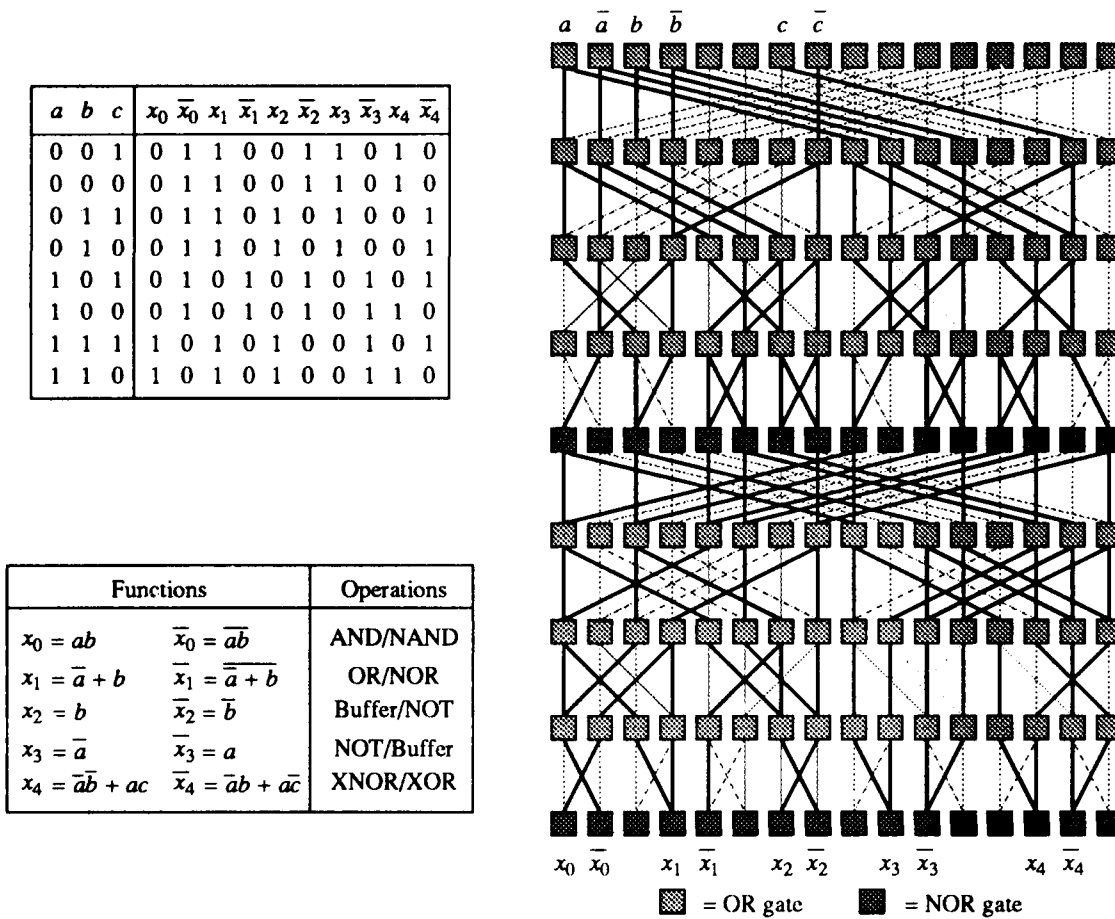 a a̅ b b̅ c c̅
a b c x₀ x̅₀ x₁ x̅₁ x₂ x̅₂ x₃ x̅₃ x₄ x̅₄
0 0 1 0 1 1 0 0 1 1 0 1 0
0 0 0 0 1 1 0 0 1 1 0 1 0
0 1 1 0 1 1 0 1 0 1 0 0 1
0 1 0 0 1 1 0 1 0 1 0 0 1
1 0 1 0 1 0 1 0 1 0 1 0 1
1 0 0 0 1 0 1 0 1 0 1 1 0
1 1 1 1 0 1 0 1 0 0 1 0 1
1 1 0 1 0 1 0 1 0 0 1 1 0
Functions Operations
x₀ = ab x̅₀ = a̅b̅ AND/NAND
x₁ = a̅ + b x̅₁ = \overline{a̅ + b} OR/NOR
x₂ = b x̅₂ = b̅ Buffer/NOT
x₃ = a̅ x̅₃ = a NOT/Buffer
x₄ = a̅b̅ + ac x̅₄ = a̅b + ac̅ XNOR/XOR
x₀ x̅₀ x₁ x̅₁ x₂ x̅₂ x₃ x̅₃ x₄ x̅₄
= OR gate = NOR gate